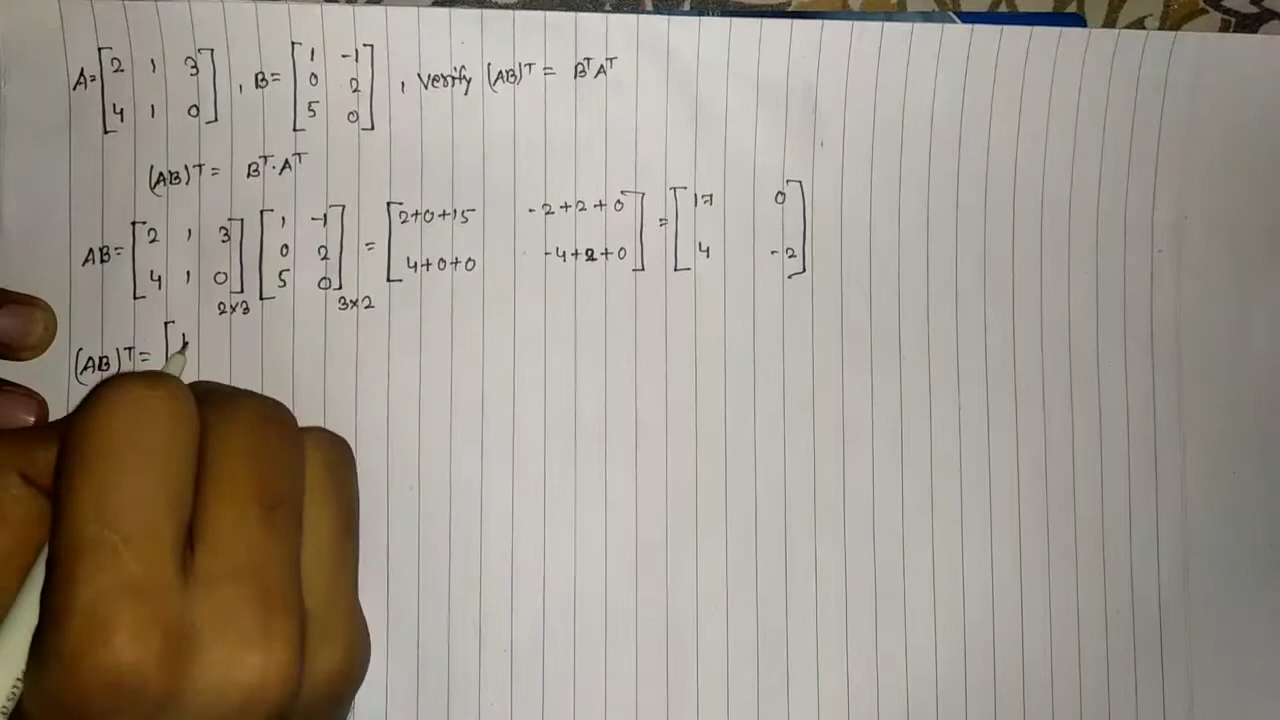 A= [2 1 3
4 1 0] , B= [1 -1
0 2
5 0] , Verify (AB)ᵀ = BᵀAᵀ
(AB)ᵀ = Bᵀ·Aᵀ
AB= [2 1 3
4 1 0] 2×3 [1 -1
0 2
5 0] 3×2 = [2+0+15 -2+2+0
4+0+0 -4+2+0] = [17 0
4 -2]
(AB)ᵀ = [1